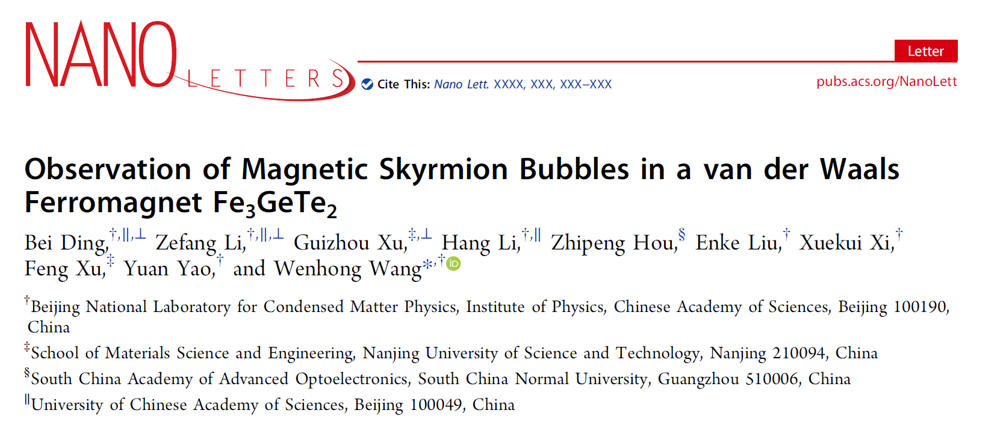 NANO LETTERS
Letter
Cite This: Nano Lett. XXXX, XXX, XXX−XXX
pubs.acs.org/NanoLett
Observation of Magnetic Skyrmion Bubbles in a van der Waals
Ferromagnet Fe₃GeTe₂
Bei Ding,†,∥,⊥ Zefang Li,†,∥,⊥ Guizhou Xu,‡,⊥ Hang Li,†,∥ Zhipeng Hou,§ Enke Liu,† Xuekui Xi,†
Feng Xu,‡ Yuan Yao,† and Wenhong Wang*,† iD
†Beijing National Laboratory for Condensed Matter Physics, Institute of Physics, Chinese Academy of Sciences, Beijing 100190,
China
‡School of Materials Science and Engineering, Nanjing University of Science and Technology, Nanjing 210094, China
§South China Academy of Advanced Optoelectronics, South China Normal University, Guangzhou 510006, China
∥University of Chinese Academy of Sciences, Beijing 100049, China